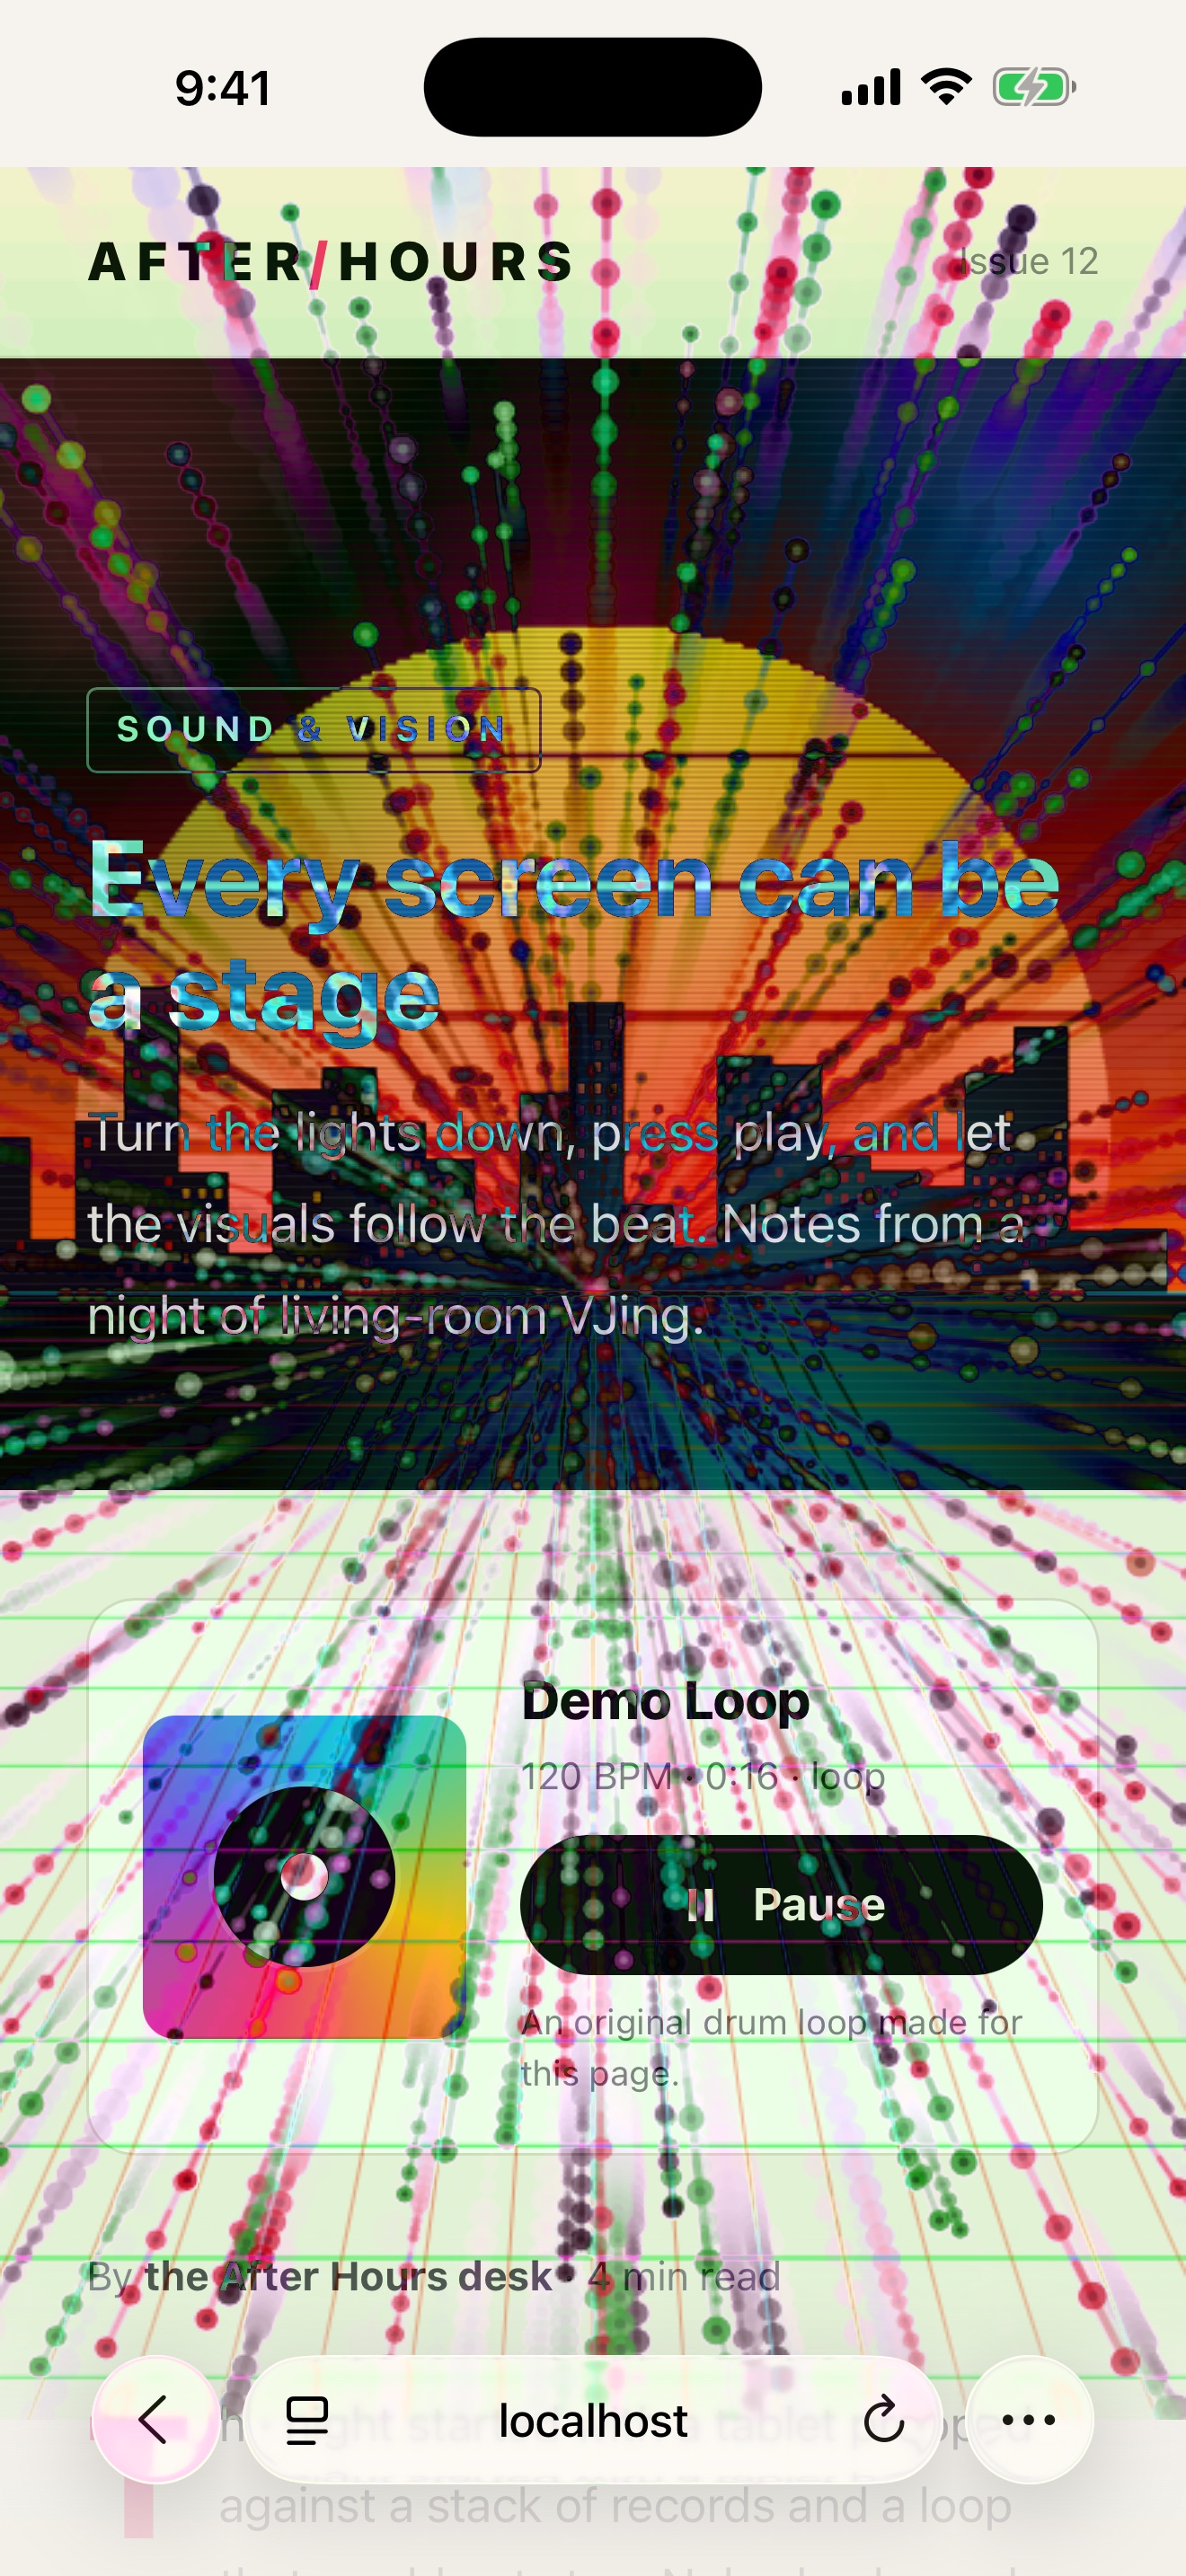 9:41
AFTER/HOURS
Issue 12
SOUND & VISION
Every screen can be
a stage
Turn the lights down, press play, and let
the visuals follow the beat. Notes from a
night of living-room VJing.
Demo Loop
120 BPM · 0:16 · loop
Pause
An original drum loop made for
this page.
By the After Hours desk · 4 min read
localhost
against a stack of records and a loop